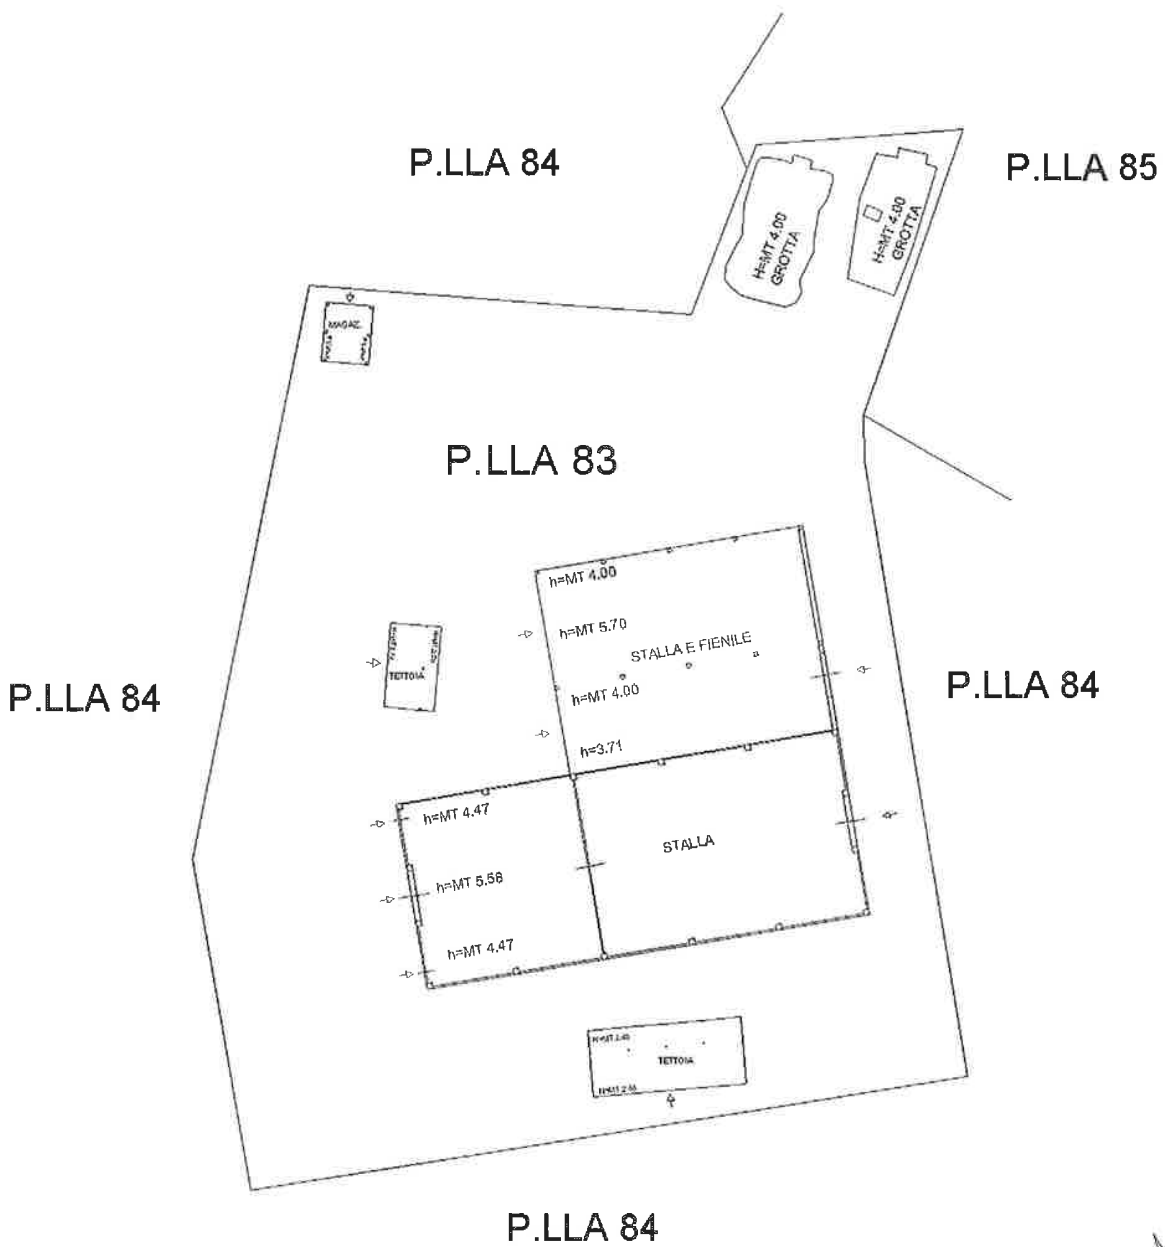 P.LLA 84
P.LLA 85
H=MT 4.00
GROTTA
H=MT 4.00
GROTTA
MAGAZ.
P.LLA 83
h=MT 4.00
h=MT 5.70
STALLA E FIENILE
h=MT 4.00
h=3.71
TETTOIA
P.LLA 84
P.LLA 84
h=MT 4.47
STALLA
h=MT 5.58
h=MT 4.47
TETTOIA
P.LLA 84